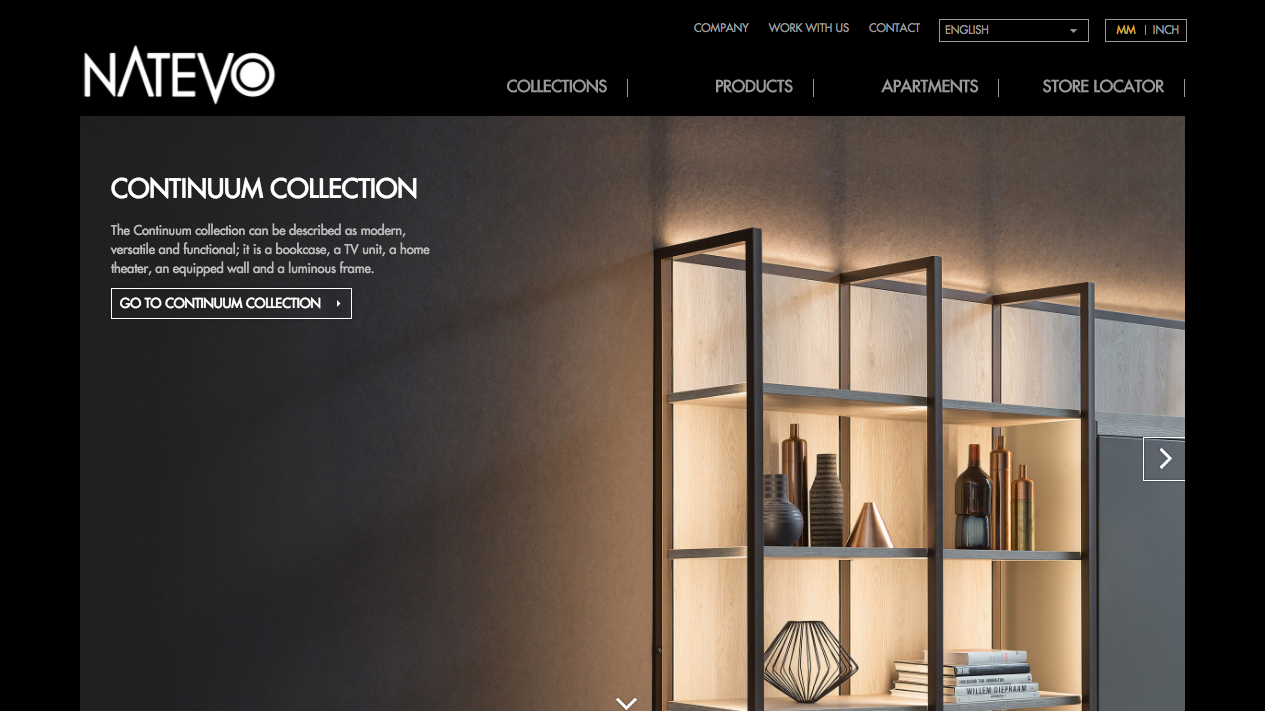 COMPANY WORK WITH US CONTACT ENGLISH MM | INCH
NATEVO
COLLECTIONS PRODUCTS APARTMENTS STORE LOCATOR
CONTINUUM COLLECTION
The Continuum collection can be described as modern,
versatile and functional; it is a bookcase, a TV unit, a home
theater, an equipped wall and a luminous frame.
GO TO CONTINUUM COLLECTION
WILLEM DIEPRAAM